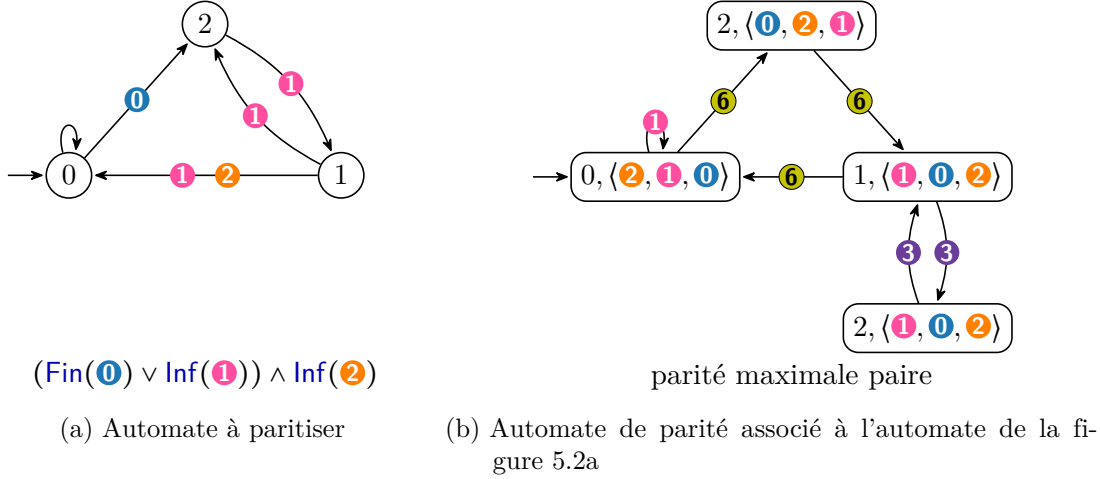 2
0
1
1
1 2
0
1
(Fin(0) ∨ Inf(1)) ∧ Inf(2)
(a) Automate à paritiser
2, ⟨0, 2, 1⟩
6
6
1
0, ⟨2, 1, 0⟩
6
1, ⟨1, 0, 2⟩
3
3
2, ⟨1, 0, 2⟩
parité maximale paire
(b) Automate de parité associé à l'automate de la fi-
gure 5.2a